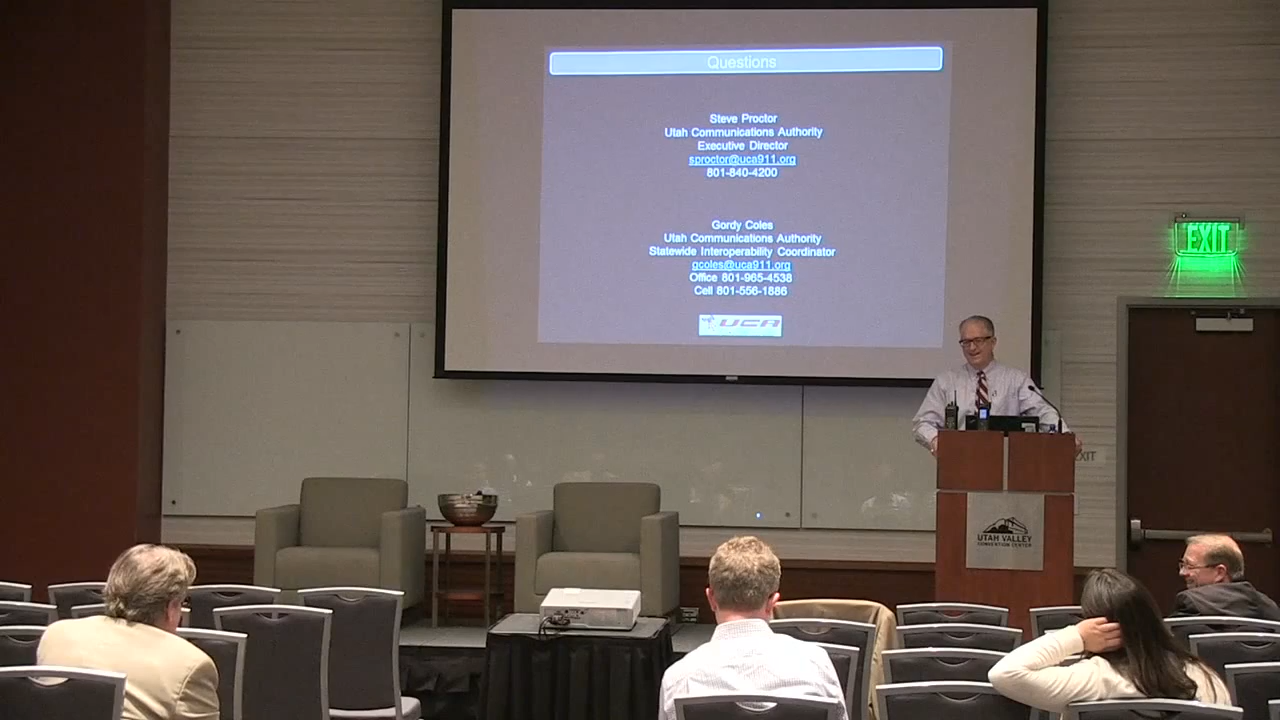 Questions
Steve Proctor
Utah Communications Authority
Executive Director
sproctor@uca911.org
801-840-4200
Gordy Coles
Utah Communications Authority
Statewide Interoperability Coordinator
gcoles@uca911.org
Office 801-965-4538
Cell 801-556-1886
UCA
EXIT
EXIT
UTAH VALLEY
CONVENTION CENTER